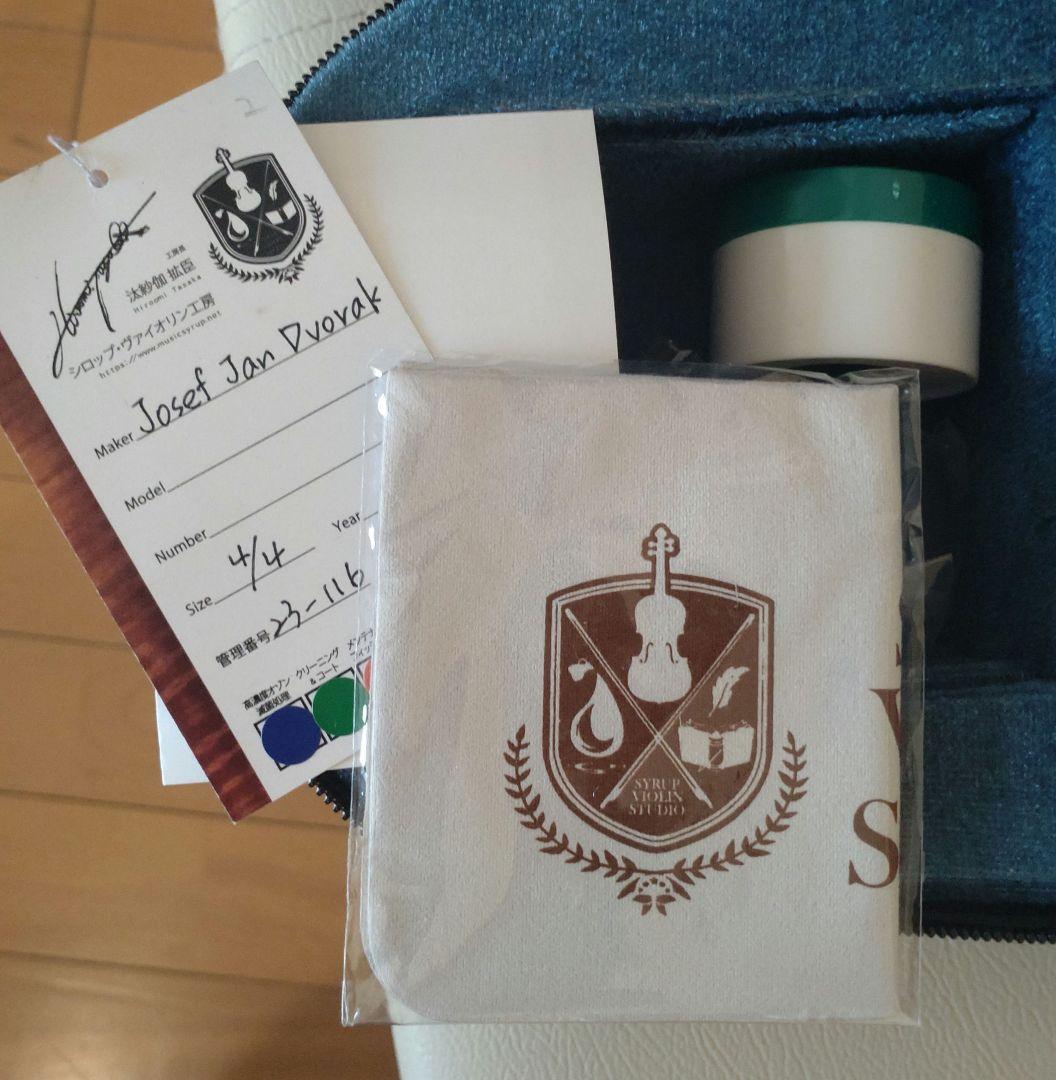 2
工房長
汰紗伽 拡臣
Hiroomi Tasaka
シロップ・ヴァイオリン工房
https://www.musicsyrup.net
Maker Josef Jan Dvorak
Model
Number
Size 4/4 Year
管理番号 23-116
高濃度オゾン クリーニング
滅菌処理 &コート
SYRUP
VIOLIN
STUDIO
V
S